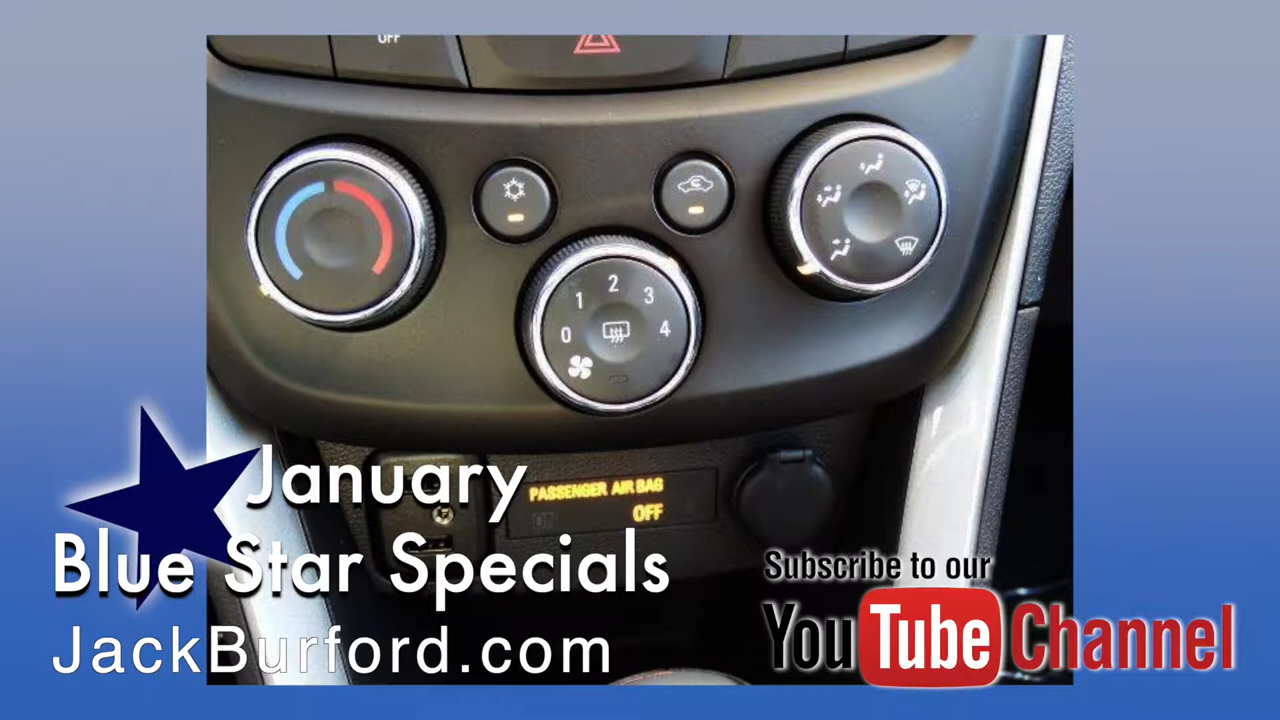 OFF
1 2 3
0 4
PASSENGER AIR BAG
ON OFF
January
Blue Star Specials
JackBurford.com
Subscribe to our
YouTube Channel